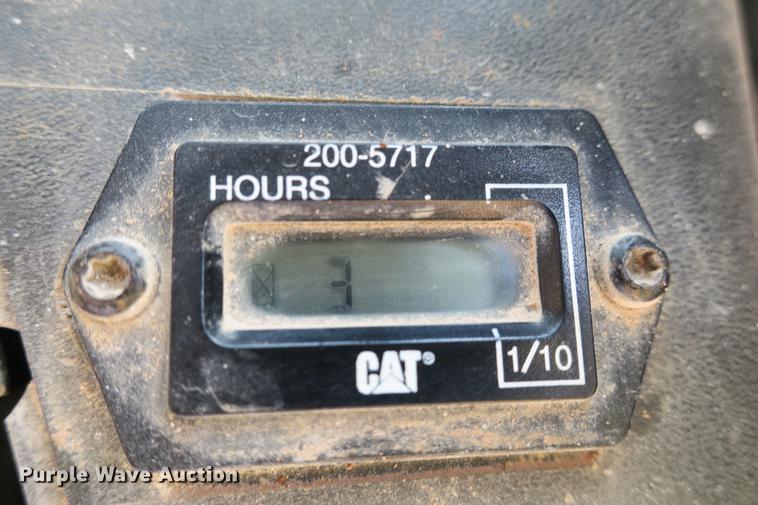 200-5717
HOURS
3
CAT®
1/10
Purple Wave Auction